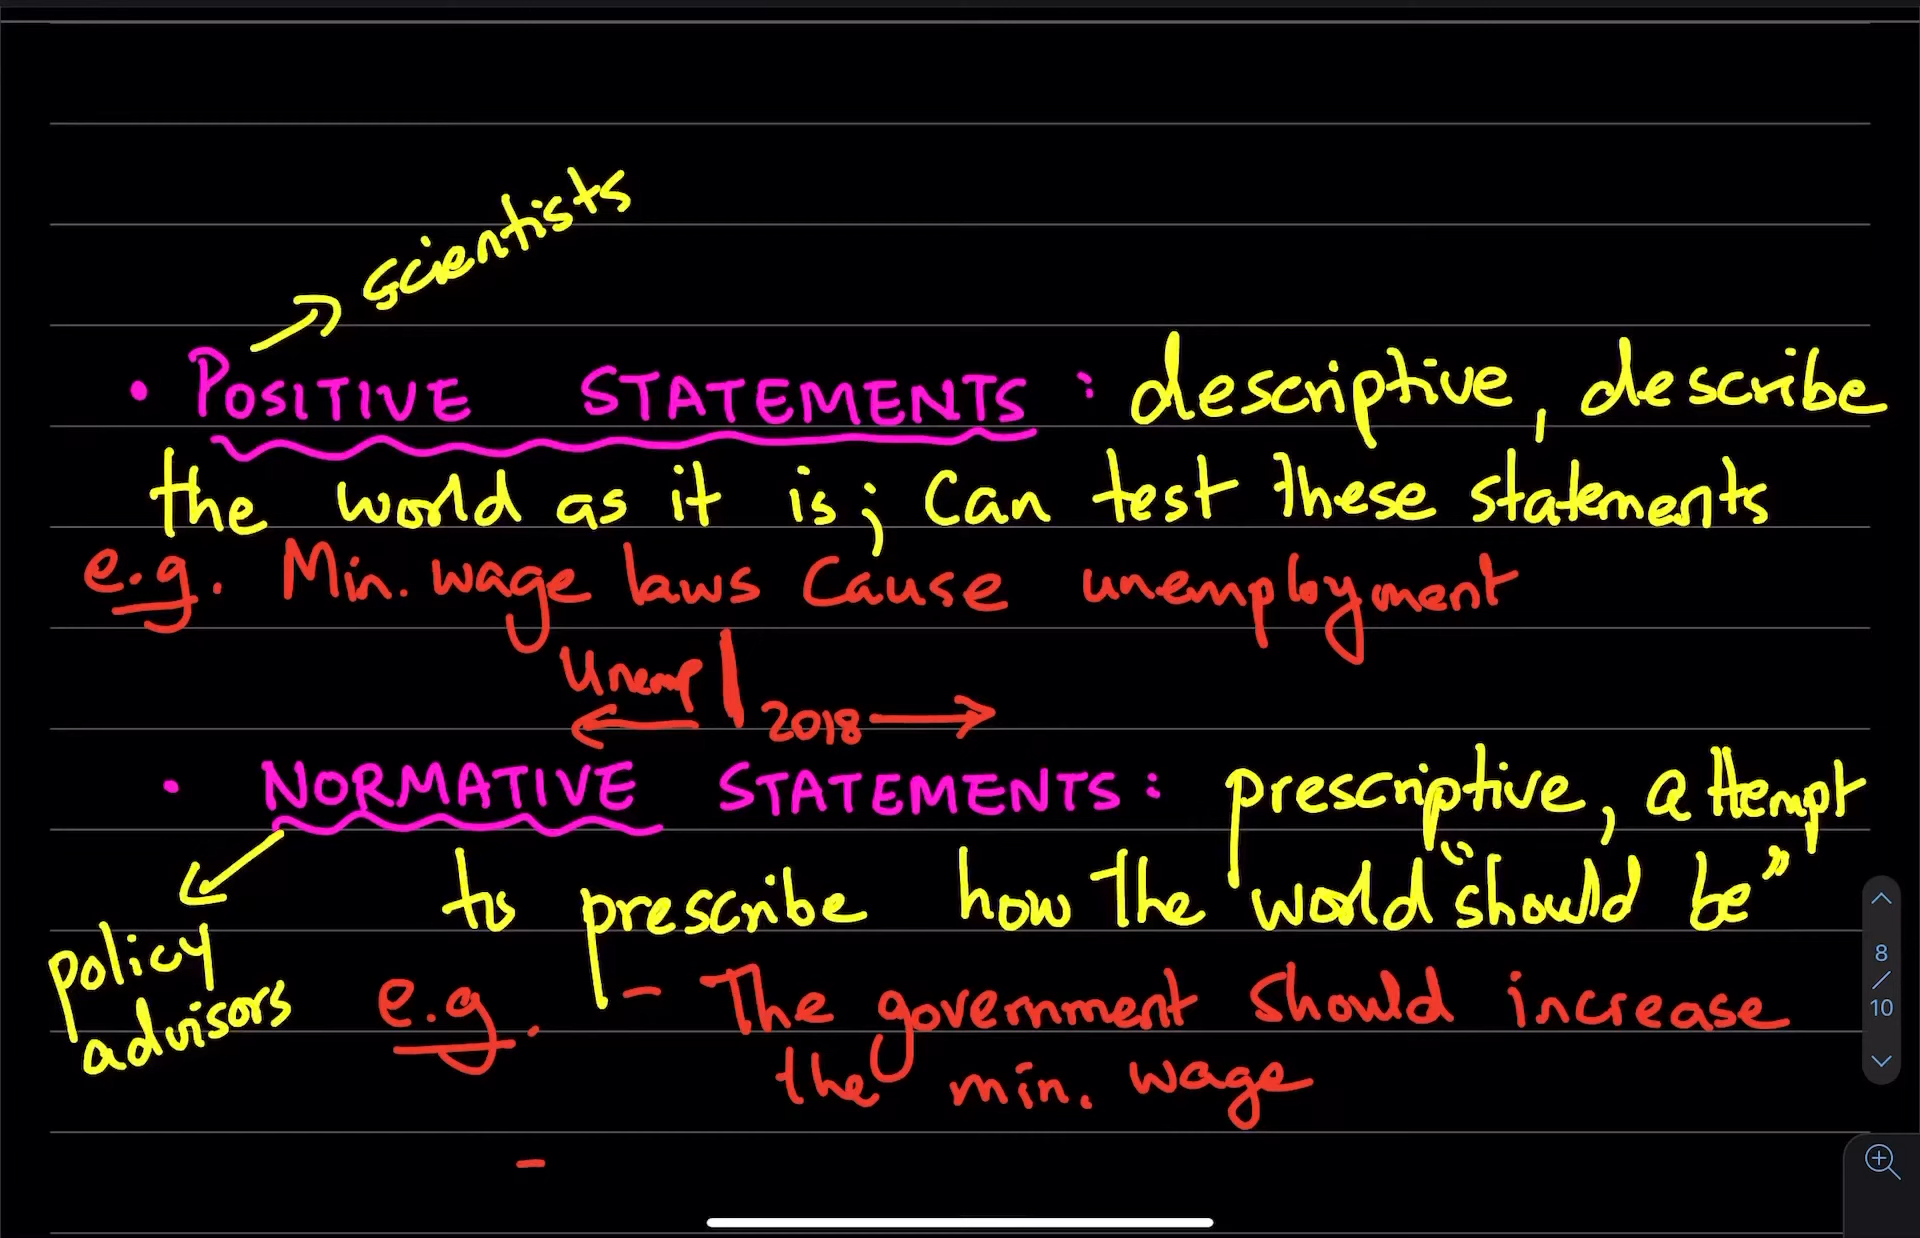 scientists
• POSITIVE STATEMENTS : descriptive, describe
the world as it is ; Can test these statements
e.g. Min. wage laws Cause unemployment
Unemp
2018
• NORMATIVE STATEMENTS : prescriptive, attempt
to prescribe how the world "should be"
policy
advisors
e.g. - The government should increase
the min. wage
-
8
/
10